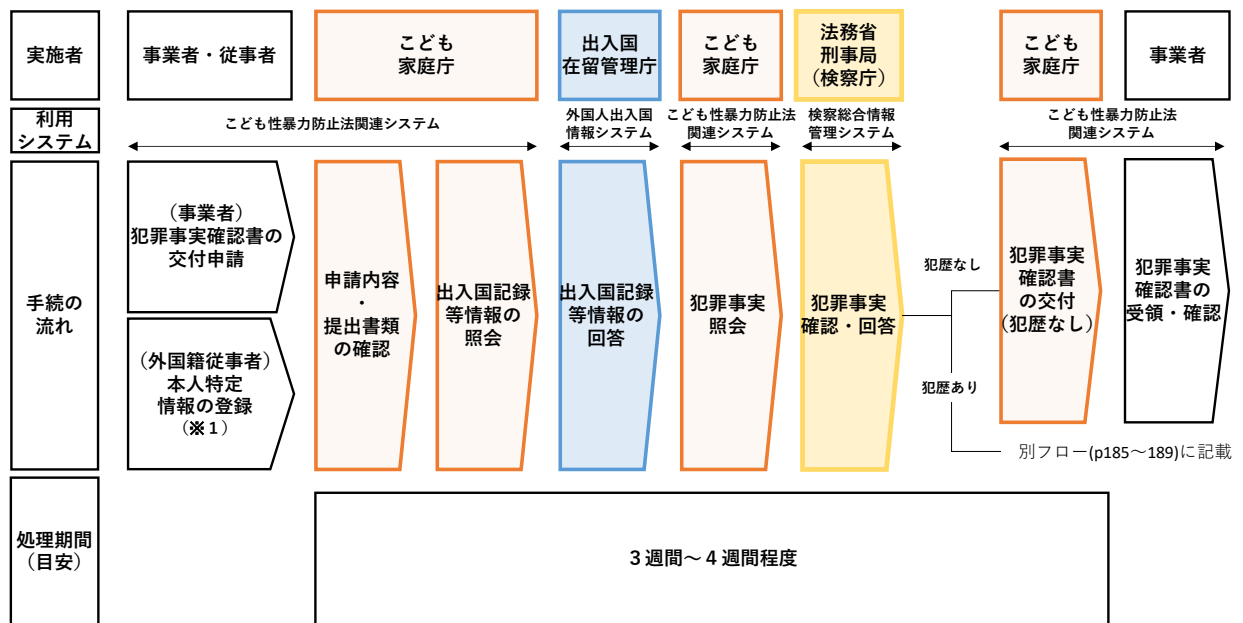 実施者
事業者・従事者
こども
家庭庁
出入国
在留管理庁
こども
家庭庁
法務省
刑事局
（検察庁）
こども
家庭庁
事業者
利用
システム
こども性暴力防止法関連システム
外国人出入国
情報システム
こども性暴力防止法
関連システム
検察総合情報
管理システム
こども性暴力防止法
関連システム
手続の
流れ
（事業者）
犯罪事実確認書の
交付申請
（外国籍従事者）
本人特定
情報の登録
（※１）
申請内容
・
提出書類
の確認
出入国記録
等情報の
照会
出入国記録
等情報の
回答
犯罪事実
照会
犯罪事実
確認・回答
犯歴なし
犯歴あり
犯罪事実
確認書
の交付
（犯歴なし）
犯罪事実
確認書の
受領・確認
別フロー(p185～189)に記載
処理期間
（目安）
３週間～４週間程度